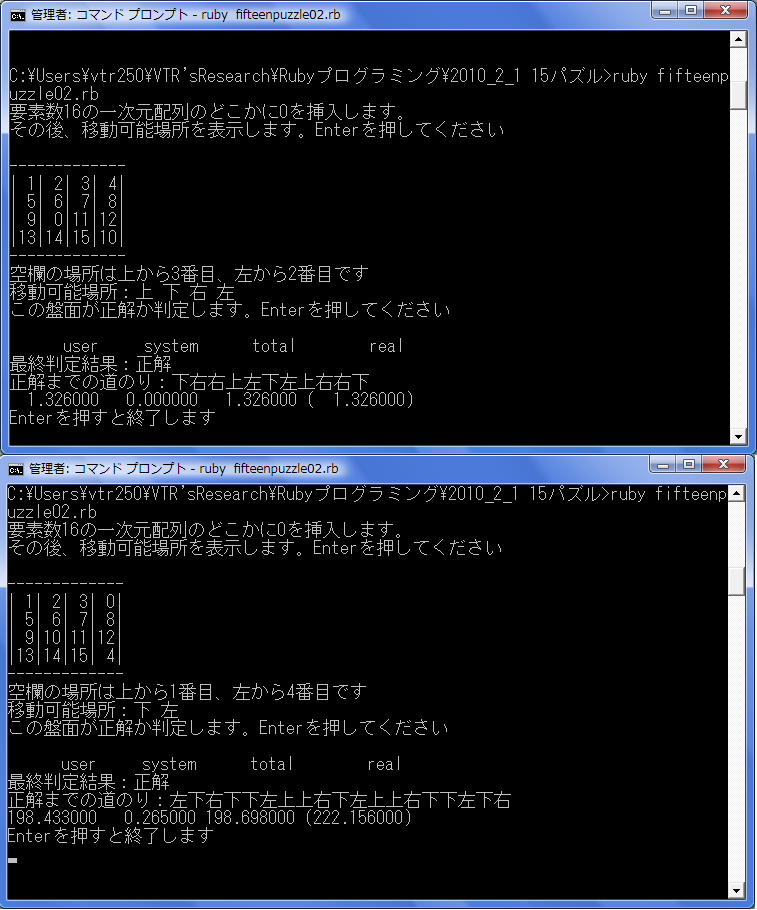 管理者: コマンド プロンプト - ruby  fifteenpuzzle02.rb
C:\Users\vtr250\VTR'sResearch\Rubyプログラミング\2010_2_1 15パズル>ruby fifteenp
uzzle02.rb
要素数16の一次元配列のどこかに0を挿入します。
その後、移動可能場所を表示します。Enterを押してください
-------------
| 1| 2| 3| 4|
| 5| 6| 7| 8|
| 9| 0|11|12|
|13|14|15|10|
-------------
空欄の場所は上から3番目、左から2番目です
移動可能場所：上 下 右 左
この盤面が正解か判定します。Enterを押してください
      user     system      total        real
最終判定結果：正解
正解までの道のり：下右右上左下左上右右下
  1.326000   0.000000   1.326000 (  1.326000)
Enterを押すと終了します
管理者: コマンド プロンプト - ruby  fifteenpuzzle02.rb
C:\Users\vtr250\VTR'sResearch\Rubyプログラミング\2010_2_1 15パズル>ruby fifteenp
uzzle02.rb
要素数16の一次元配列のどこかに0を挿入します。
その後、移動可能場所を表示します。Enterを押してください
-------------
| 1| 2| 3| 0|
| 5| 6| 7| 8|
| 9|10|11|12|
|13|14|15| 4|
-------------
空欄の場所は上から1番目、左から4番目です
移動可能場所：下 左
この盤面が正解か判定します。Enterを押してください
      user     system      total        real
最終判定結果：正解
正解までの道のり：左下右下下左上上右下左上上右下下左下右
198.433000   0.265000 198.698000 (222.156000)
Enterを押すと終了します